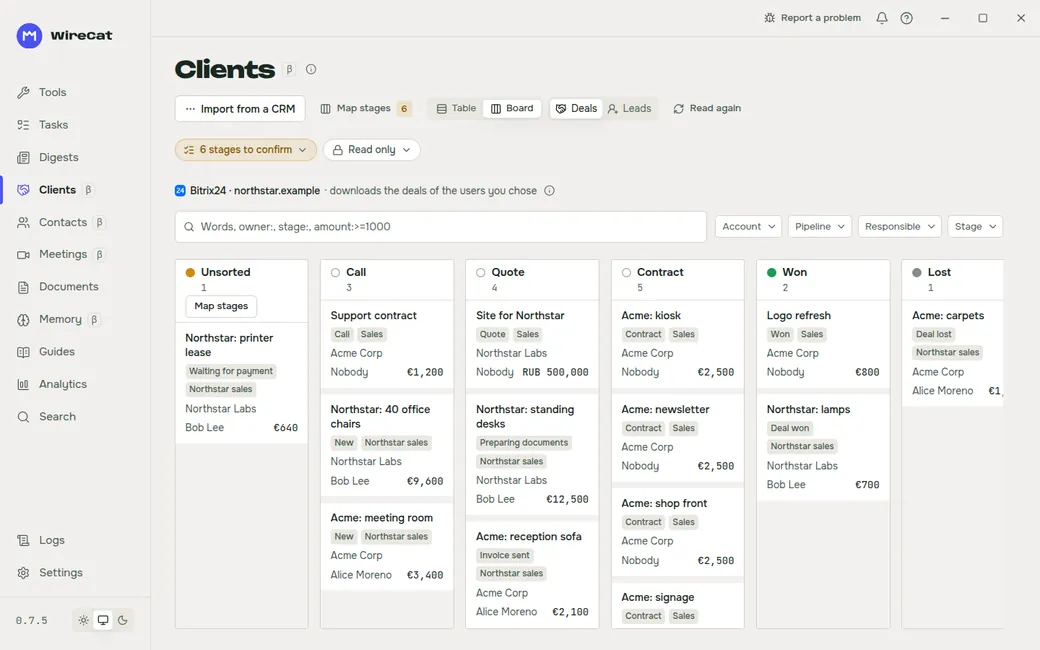 Report a problem
WireCat
Tools
Tasks
Digests
Clients β
Contacts β
Meetings β
Documents
Memory β
Guides
Analytics
Search
Logs
Settings
0.7.5
Clients β
Import from a CRM
Map stages 6
Table
Board
Deals
Leads
Read again
6 stages to confirm
Read only
24 Bitrix24 · northstar.example · downloads the deals of the users you chose
Words, owner:, stage:, amount:>=1000
Account
Pipeline
Responsible
Stage
Unsorted
1
Map stages
Northstar: printer
lease
Waiting for payment
Northstar sales
Northstar Labs
Bob Lee €640
Call
3
Support contract
Call Sales
Acme Corp
Nobody €1,200
Northstar: 40 office
chairs
New Northstar sales
Northstar Labs
Bob Lee €9,600
Acme: meeting room
New Northstar sales
Acme Corp
Alice Moreno €3,400
Quote
4
Site for Northstar
Quote Sales
Northstar Labs
Nobody RUB 500,000
Northstar: standing
desks
Preparing documents
Northstar sales
Northstar Labs
Bob Lee €12,500
Acme: reception sofa
Invoice sent
Northstar sales
Acme Corp
Alice Moreno €2,100
Contract
5
Acme: kiosk
Contract Sales
Acme Corp
Nobody €2,500
Acme: newsletter
Contract Sales
Acme Corp
Nobody €2,500
Acme: shop front
Contract Sales
Acme Corp
Nobody €2,500
Acme: signage
Contract Sales
Won
2
Logo refresh
Won Sales
Acme Corp
Nobody €800
Northstar: lamps
Deal won
Northstar sales
Northstar Labs
Bob Lee €700
Lost
1
Acme: carpets
Deal lost
Northstar sales
Acme Corp
Alice Moreno €1,